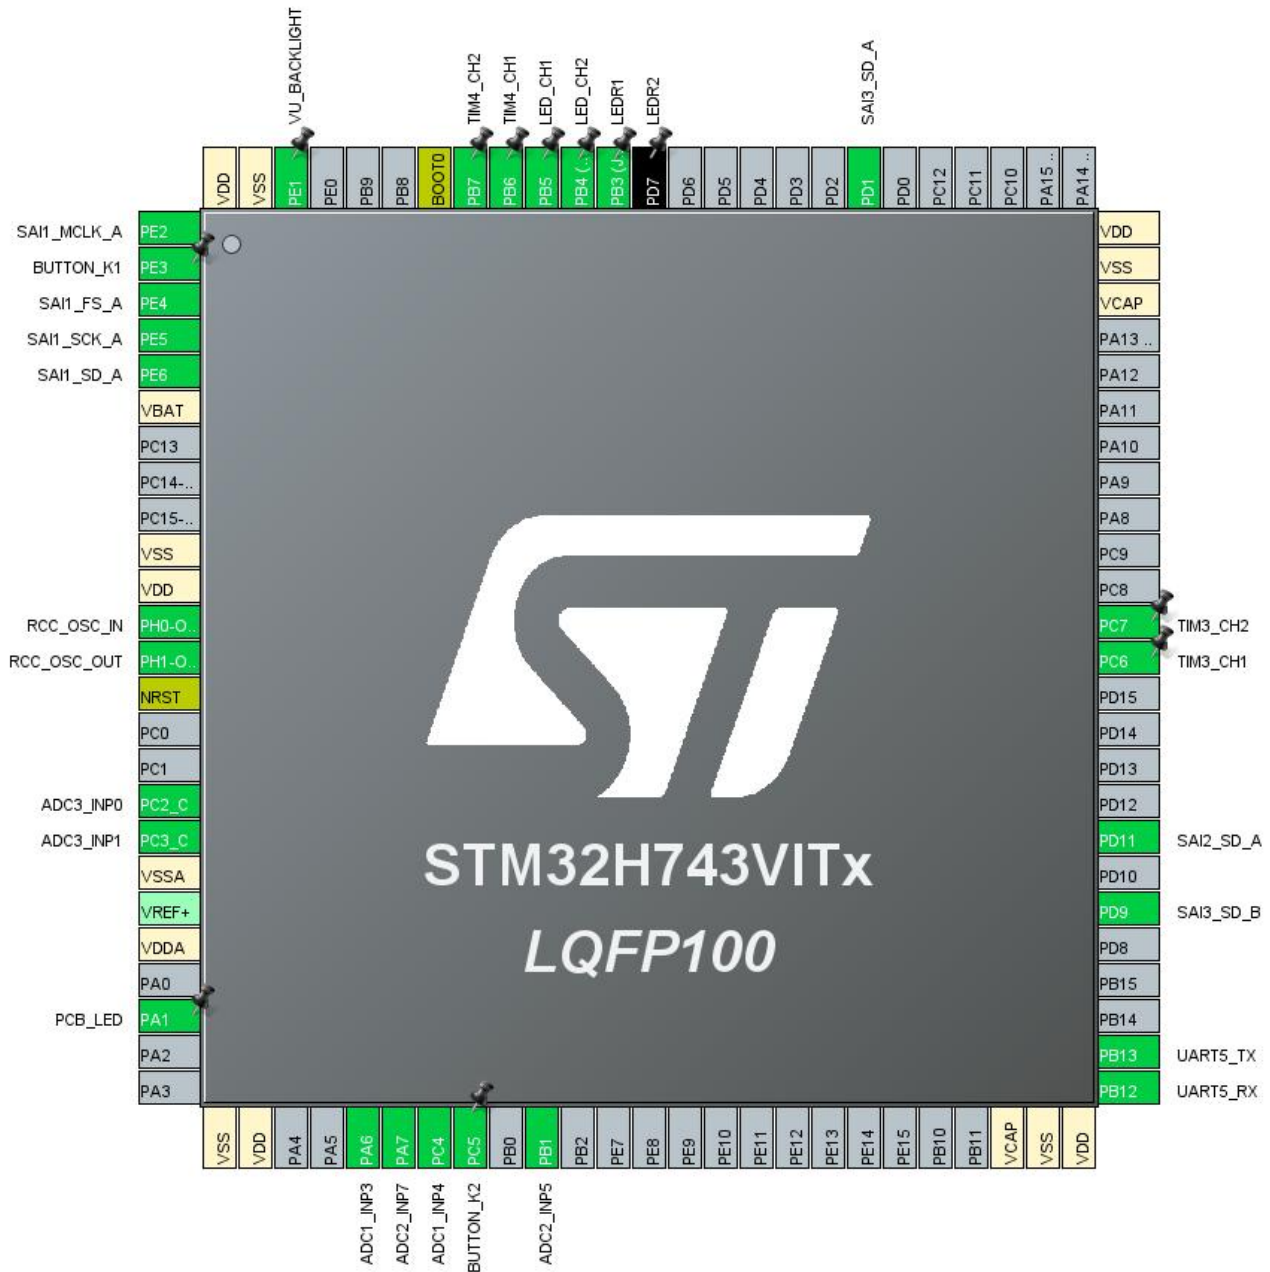 VU_BACKLIGHT
TIM4_CH2
TIM4_CH1
LED_CH1
LED_CH2
LEDR1
LEDR2
SAI3_SD_A
VDD
VSS
PE1
PE0
PB9
PB8
BOOT0
PB7
PB6
PB5
PB4 (..
PB3 (J..
PD7
PD6
PD5
PD4
PD3
PD2
PD1
PD0
PC12
PC11
PC10
PA15 ..
PA14 ..
SAI1_MCLK_A PE2
BUTTON_K1 PE3
SAI1_FS_A PE4
SAI1_SCK_A PE5
SAI1_SD_A PE6
VBAT
PC13
PC14-..
PC15-..
VSS
VDD
RCC_OSC_IN PH0-O..
RCC_OSC_OUT PH1-O..
NRST
PC0
PC1
ADC3_INP0 PC2_C
ADC3_INP1 PC3_C
VSSA
VREF+
VDDA
PA0
PCB_LED PA1
PA2
PA3
ST
STM32H743VITx
LQFP100
VDD
VSS
VCAP
PA13 ..
PA12
PA11
PA10
PA9
PA8
PC9
PC8
PC7 TIM3_CH2
PC6 TIM3_CH1
PD15
PD14
PD13
PD12
PD11 SAI2_SD_A
PD10
PD9 SAI3_SD_B
PD8
PB15
PB14
PB13 UART5_TX
PB12 UART5_RX
VSS
VDD
PA4
PA5
PA6
PA7
PC4
PC5
PB0
PB1
PB2
PE7
PE8
PE9
PE10
PE11
PE12
PE13
PE14
PE15
PB10
PB11
VCAP
VSS
VDD
ADC1_INP3
ADC2_INP7
ADC1_INP4
BUTTON_K2
ADC2_INP5